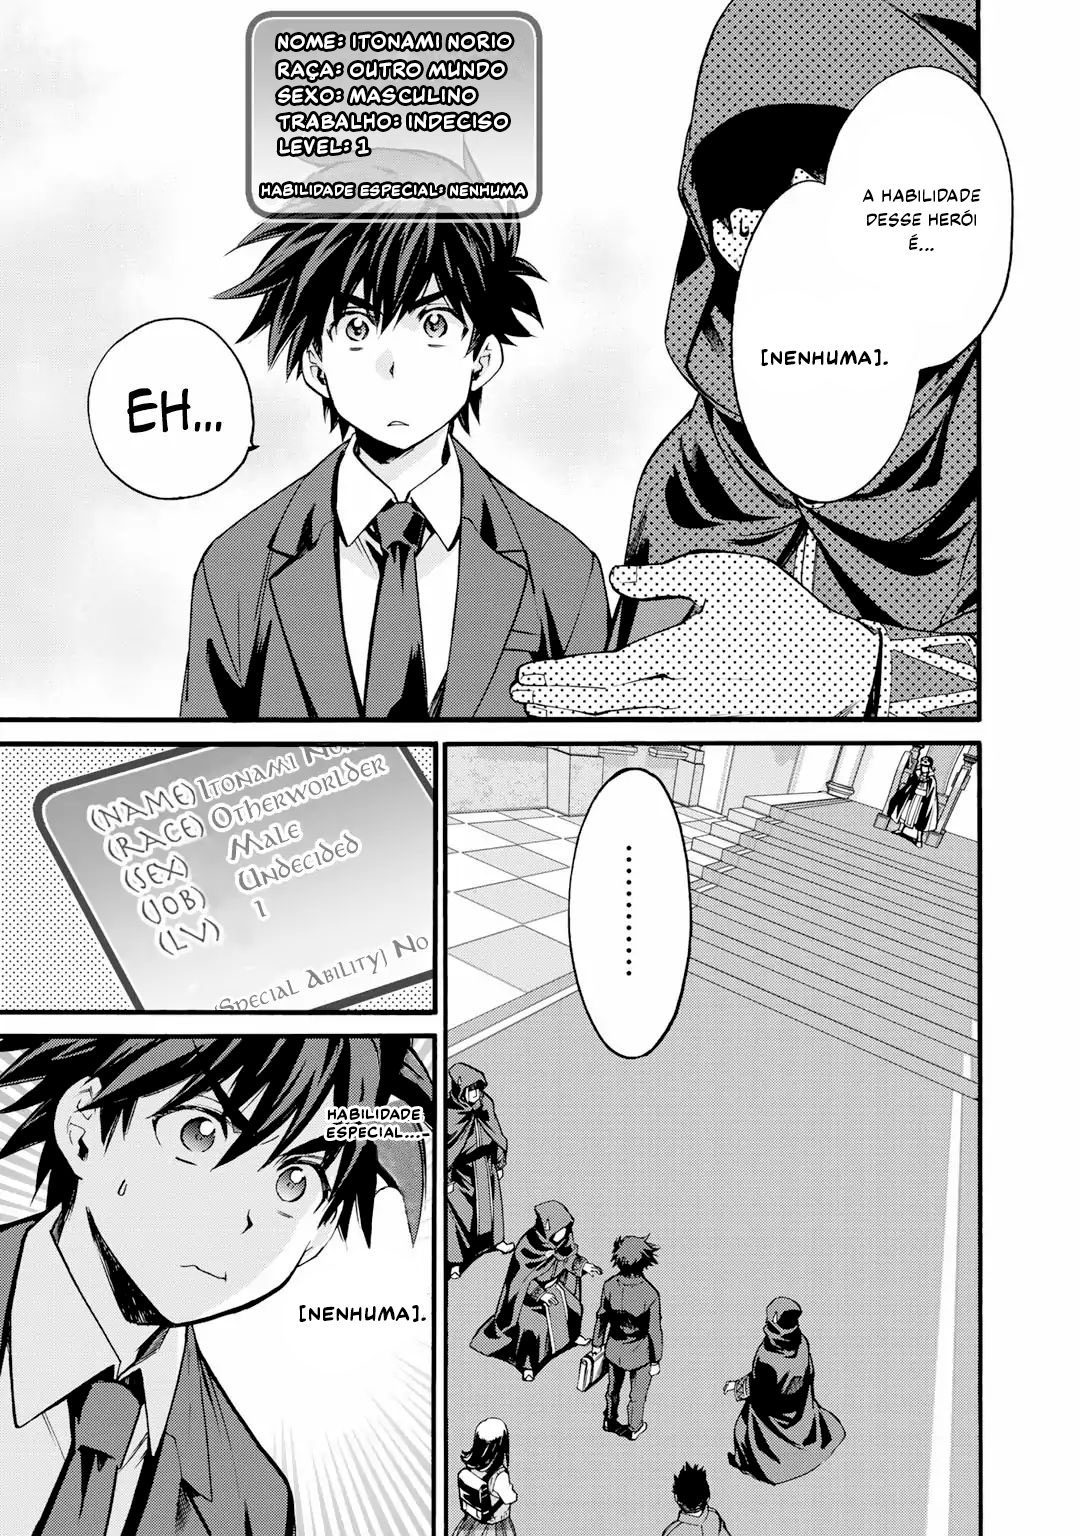 NOME: ITONAMI NORIO
RAÇA: OUTRO MUNDO
SEXO: MASCULINO
TRABALHO: INDECISO
LEVEL: 1
HABILIDADE ESPECIAL: NENHUMA
A HABILIDADE
DESSE HERÓI
É...
[NENHUMA].
EH...
..........
(NAME) ITONAMI NO
(RACE) OTHERWORLDER
(SEX) MALE
(JOB) UNDECIDED
(LV) 1
(SPECIAL ABILITY) NO
HABILIDADE
ESPECIAL...-
[NENHUMA].